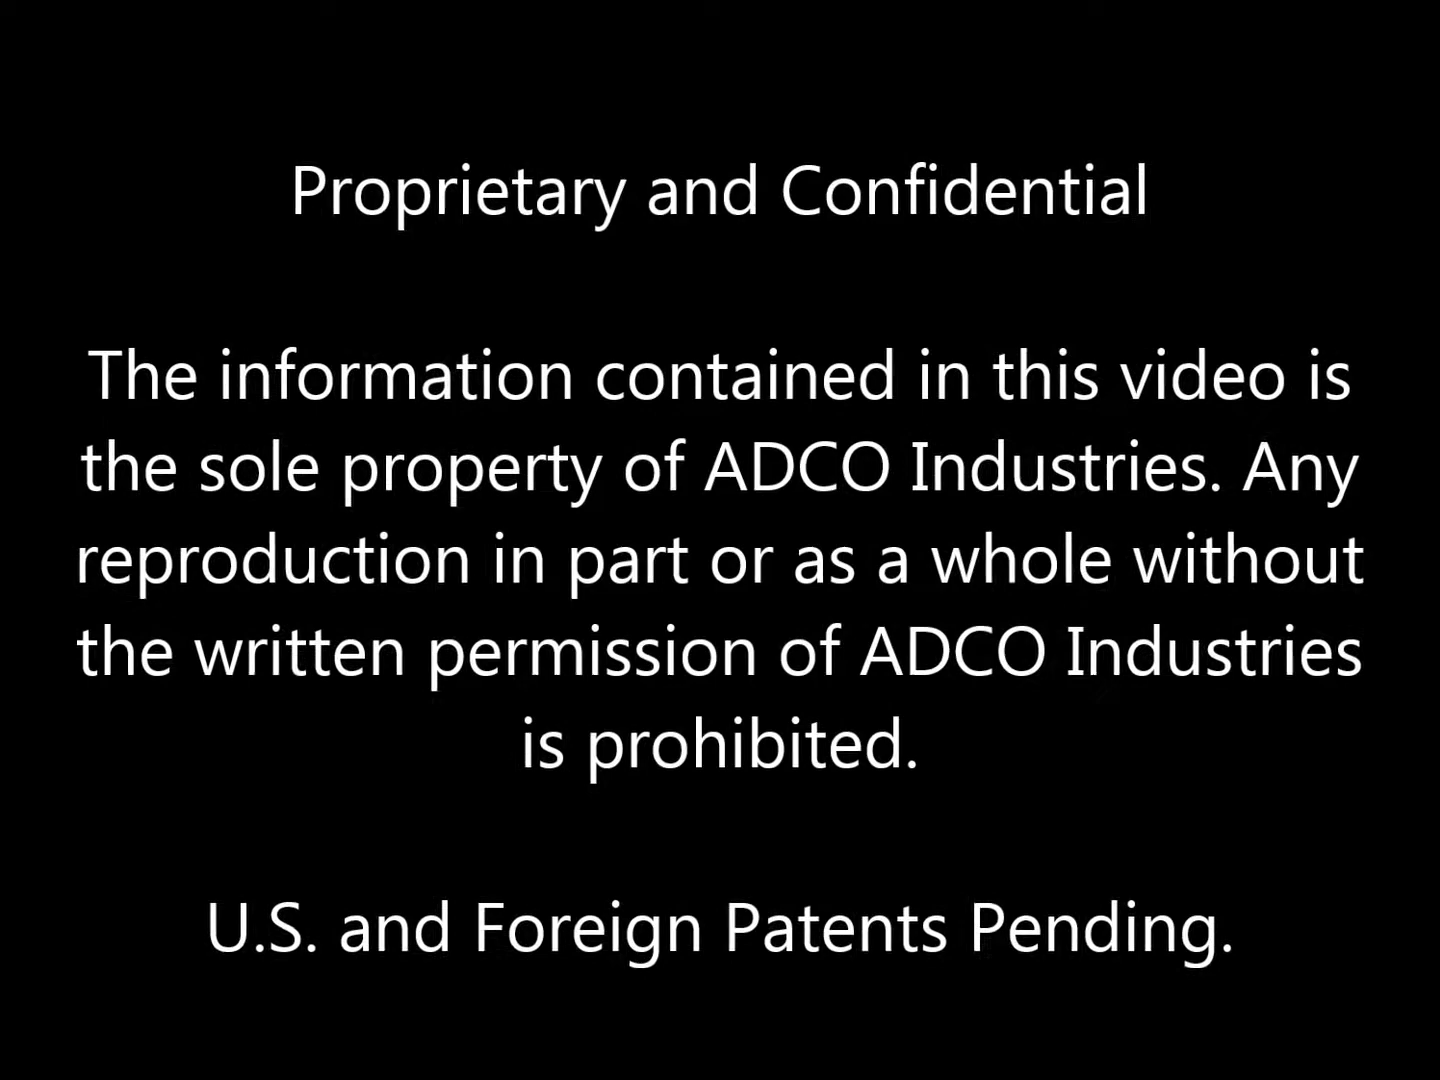 Proprietary and Confidential
The information contained in this video is
the sole property of ADCO Industries. Any
reproduction in part or as a whole without
the written permission of ADCO Industries
is prohibited.
U.S. and Foreign Patents Pending.